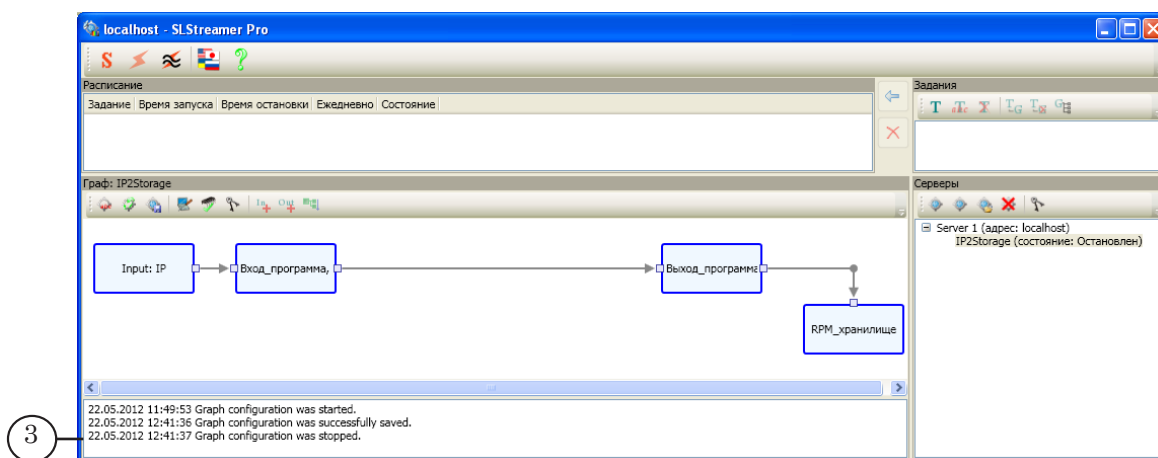 localhost - SLStreamer Pro
S
Расписание
Задания
Задание Время запуска Время остановки Ежедневно Состояние
T
Граф: IP2Storage
Серверы
In Out
Server 1 (адрес: localhost)
IP2Storage (состояние: Остановлен)
Input: IP
Вход_программа,
Выход_программа
RPM_хранилище
22.05.2012 11:49:53 Graph configuration was started.
22.05.2012 12:41:36 Graph configuration was successfully saved.
22.05.2012 12:41:37 Graph configuration was stopped.
3